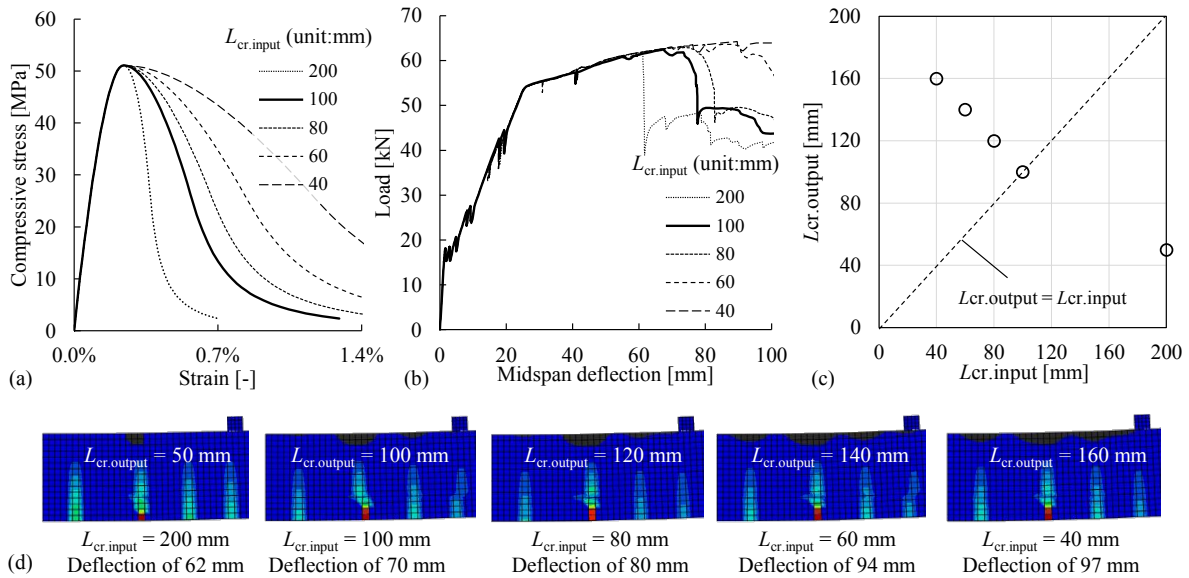 60
50
40
30
20
10
0
Compressive stress [MPa]
0.0%
0.7%
1.4%
Strain [-]
(a)
Lcr.input (unit:mm)
200
100
80
60
40
70
60
50
40
30
20
10
0
Load [kN]
0
20
40
60
80
100
Midspan deflection [mm]
(b)
Lcr.input (unit:mm)
200
100
80
60
40
200
160
120
80
40
0
Lcr.output [mm]
0
40
80
120
160
200
Lcr.input [mm]
(c)
Lcr.output = Lcr.input
Lcr.output = 50 mm
Lcr.output = 100 mm
Lcr.output = 120 mm
Lcr.output = 140 mm
Lcr.output = 160 mm
Lcr.input = 200 mm
Lcr.input = 100 mm
Lcr.input = 80 mm
Lcr.input = 60 mm
Lcr.input = 40 mm
(d)
Deflection of 62 mm
Deflection of 70 mm
Deflection of 80 mm
Deflection of 94 mm
Deflection of 97 mm